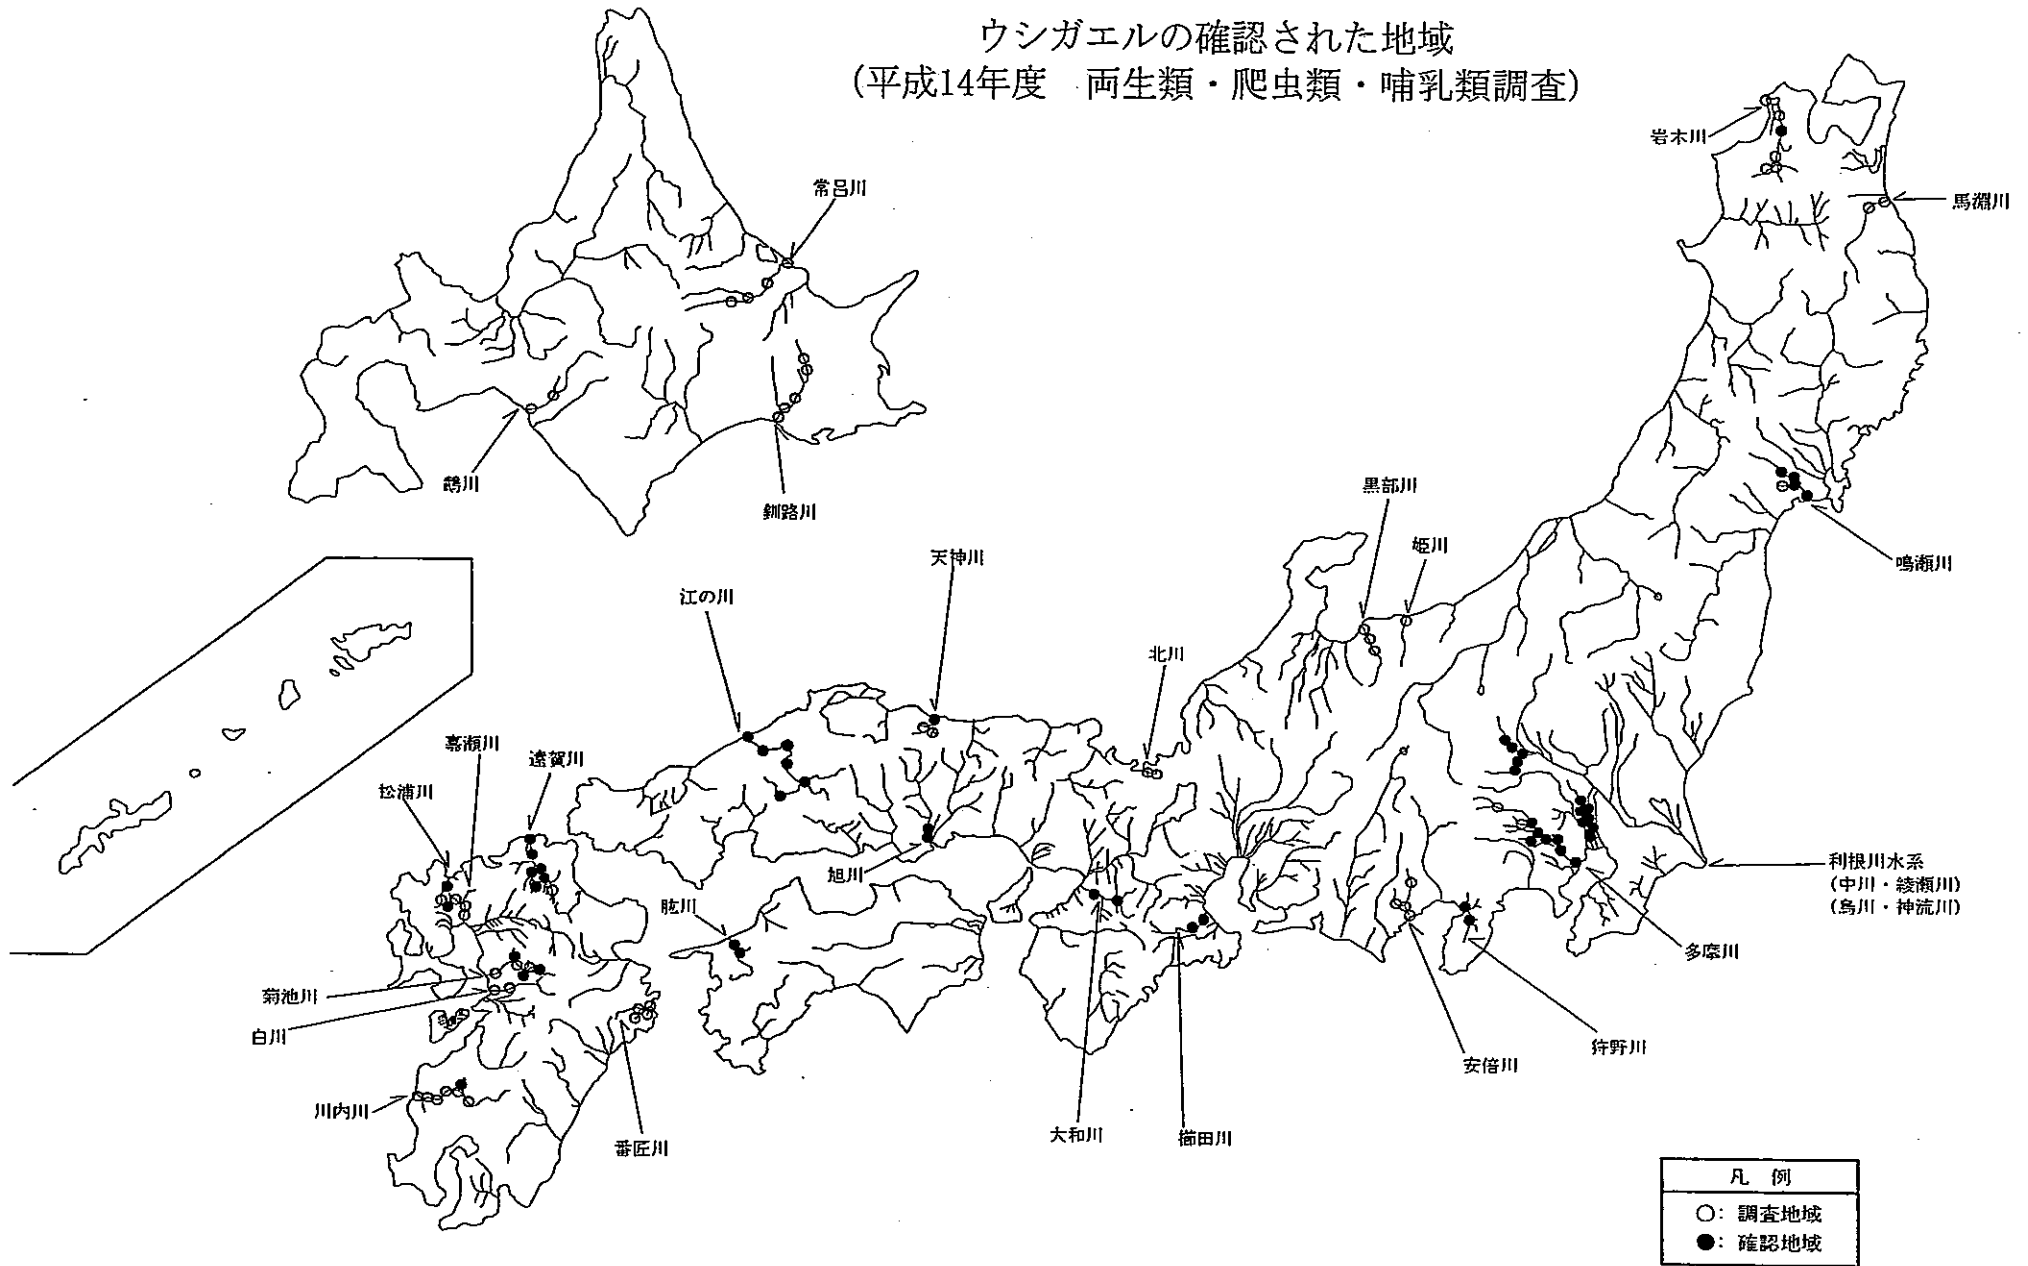 ウシガエルの確認された地域
(平成14年度 両生類・爬虫類・哺乳類調査)
岩木川
馬淵川
常呂川
鵡川
釧路川
黒部川
姫川
鳴瀬川
天神川
江の川
北川
嘉瀬川
遠賀川
松浦川
旭川
肱川
利根川水系
(中川・綾瀬川)
(烏川・神流川)
多摩川
菊池川
白川
狩野川
安倍川
川内川
番匠川
大和川
櫛田川
凡 例
○: 調査地域
●: 確認地域